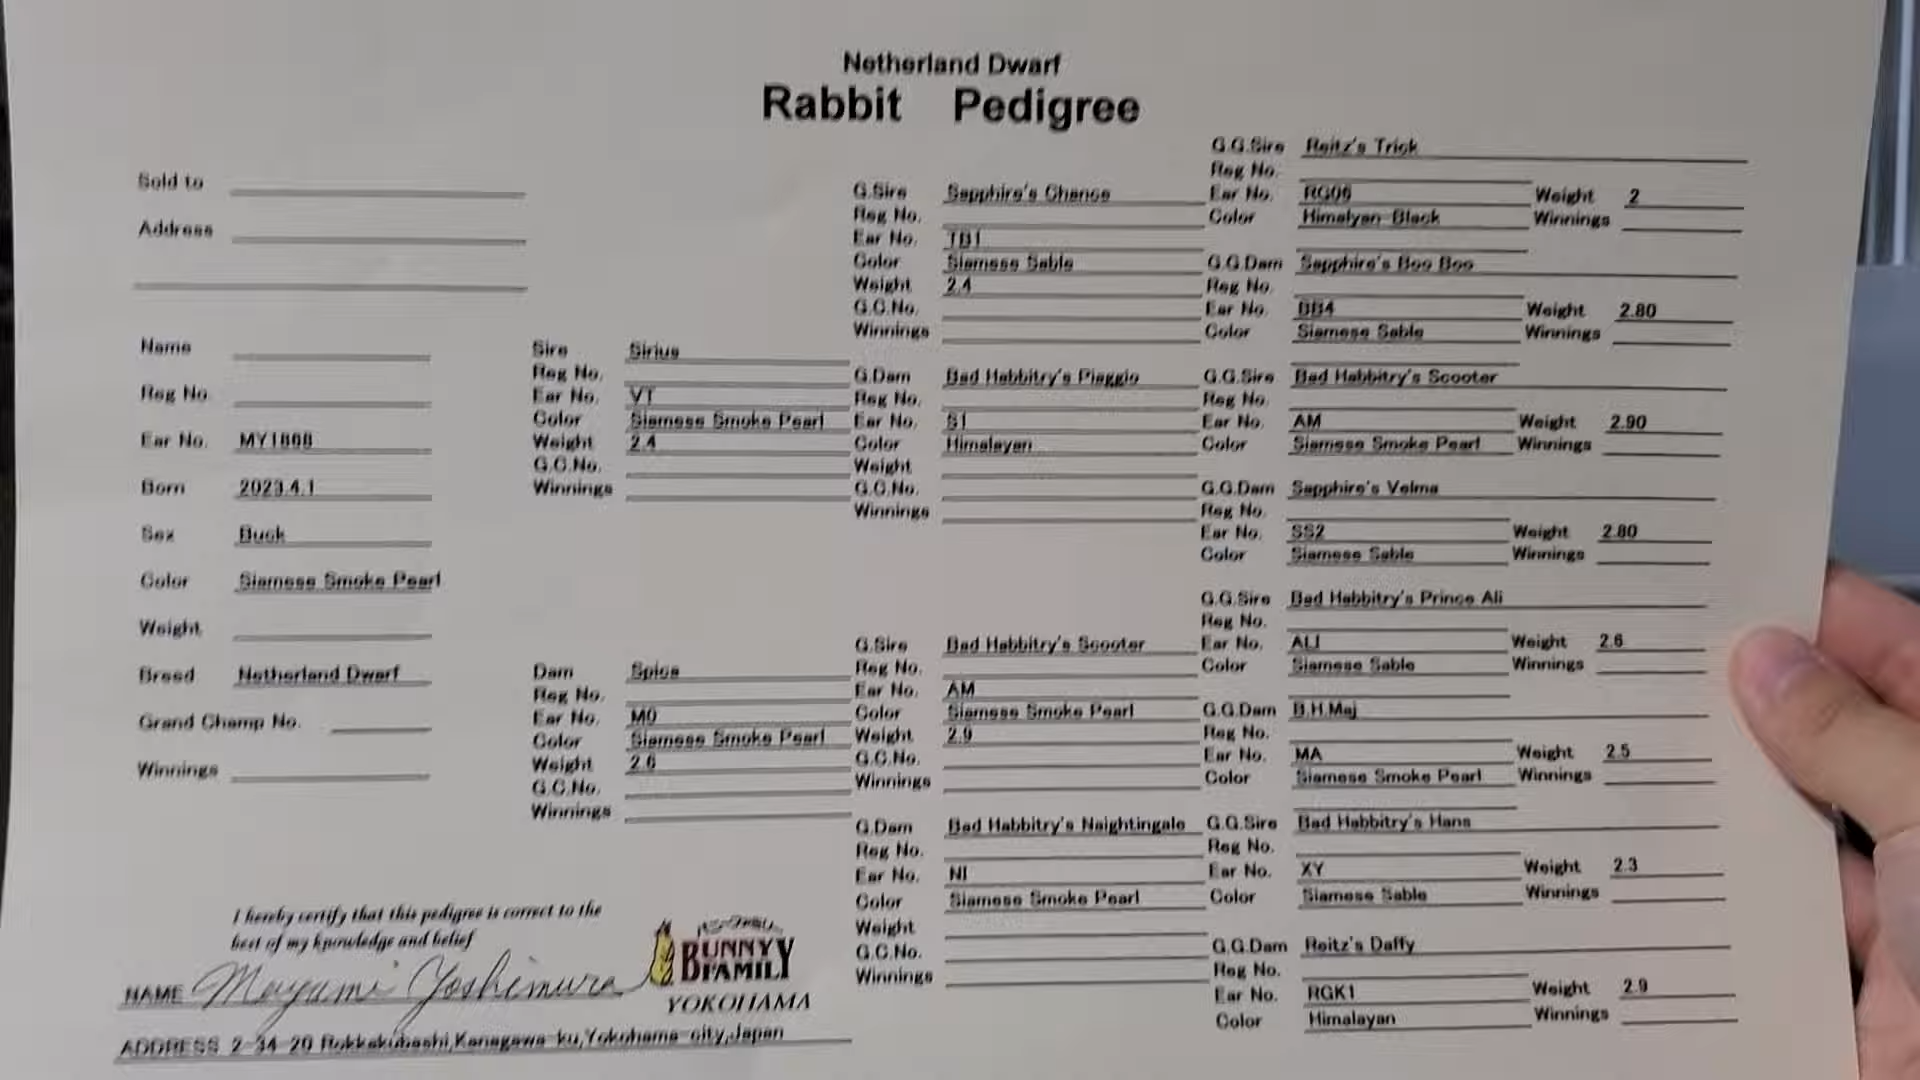 Netherland Dwarf
Rabbit Pedigree
Sold to
Address
Name
Reg No.
Ear No. MY1868
Born 2023.4.1
Sex Buck
Color Siamese Smoke Pearl
Weight
Breed Netherland Dwarf
Grand Champ No.
Winnings
Sire Sirius
Reg No.
Ear No. VT
Color Siamese Smoke Pearl
Weight 2.4
G.C.No.
Winnings
Dam Spice
Reg No.
Ear No. MO
Color Siamese Smoke Pearl
Weight 2.6
G.C.No.
Winnings
G.Sire Sapphire's Chance
Reg No.
Ear No. TB1
Color Siamese Sable
Weight 2.4
G.C.No.
Winnings
G.Dam Bad Habbitry's Piaggio
Reg No.
Ear No. S1
Color Himalayan
Weight
G.C.No.
Winnings
G.Sire Bad Habbitry's Scooter
Reg No.
Ear No. AM
Color Siamese Smoke Pearl
Weight 2.9
G.C.No.
Winnings
G.Dam Bad Habbitry's Naightingale
Reg No.
Ear No. NI
Color Siamese Smoke Pearl
Weight
G.C.No.
Winnings
G.G.Sire Reitz's Trick
Reg No.
Ear No. RG06 Weight 2
Color Himalyan Black Winnings
G.G.Dam Sapphire's Boo Boo
Reg No.
Ear No. BB4 Weight 2.80
Color Siamese Sable Winnings
G.G.Sire Bad Habbitry's Scooter
Reg No.
Ear No. AM Weight 2.90
Color Siamese Smoke Pearl Winnings
G.G.Dam Sapphire's Velma
Reg No.
Ear No. SS2 Weight 2.80
Color Siamese Sable Winnings
G.G.Sire Bad Habbitry's Prince Ali
Reg No.
Ear No. ALI Weight 2.6
Color Siamese Sable Winnings
G.G.Dam B.H.Maj
Reg No.
Ear No. MA Weight 2.5
Color Siamese Smoke Pearl Winnings
G.G.Sire Bad Habbitry's Hans
Reg No.
Ear No. XY Weight 2.3
Color Siamese Sable Winnings
G.G.Dam Reitz's Daffy
Reg No.
Ear No. RGK1 Weight 2.9
Color Himalayan Winnings
I hereby certify that this pedigree is correct to the
best of my knowledge and belief
NAME Mayumi Yoshimura
BUNNY
FAMILY
YOKOHAMA
ADDRESS 2-34-20 Rokkakubashi,Kanagawa-ku,Yokohama-city,Japan